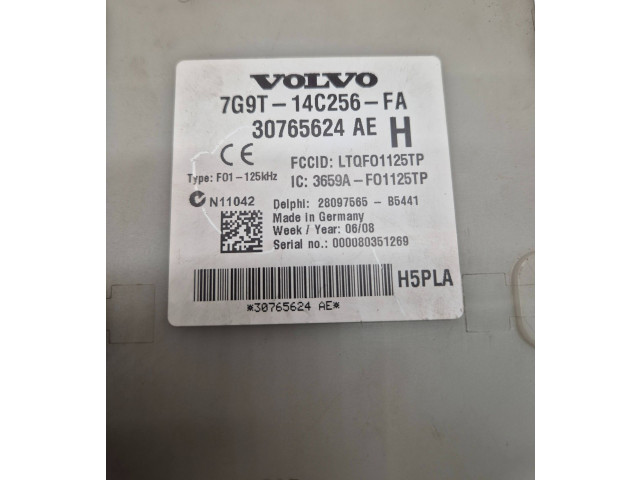 VOLVO
7G9T-14C256-FA
30765624 AE H
CE
FCCID: LTQFO1125TP
Type: FO1-125kHz
IC: 3659A-FO1125TP
N11042
Delphi: 28097565 - B5441
Made in Germany
Week / Year: 06/08
Serial no.: 000080351269
H5PLA
*30765624 AE*